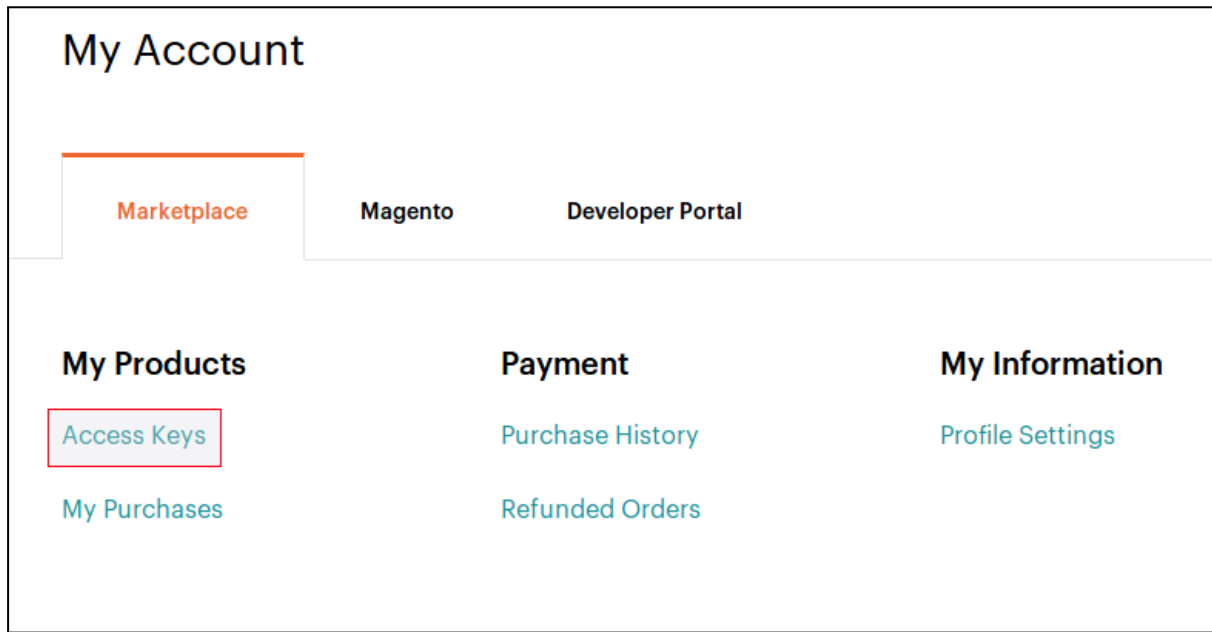 My Account
Marketplace Magento Developer Portal
My Products Payment My Information
Access Keys Purchase History Profile Settings
My Purchases Refunded Orders